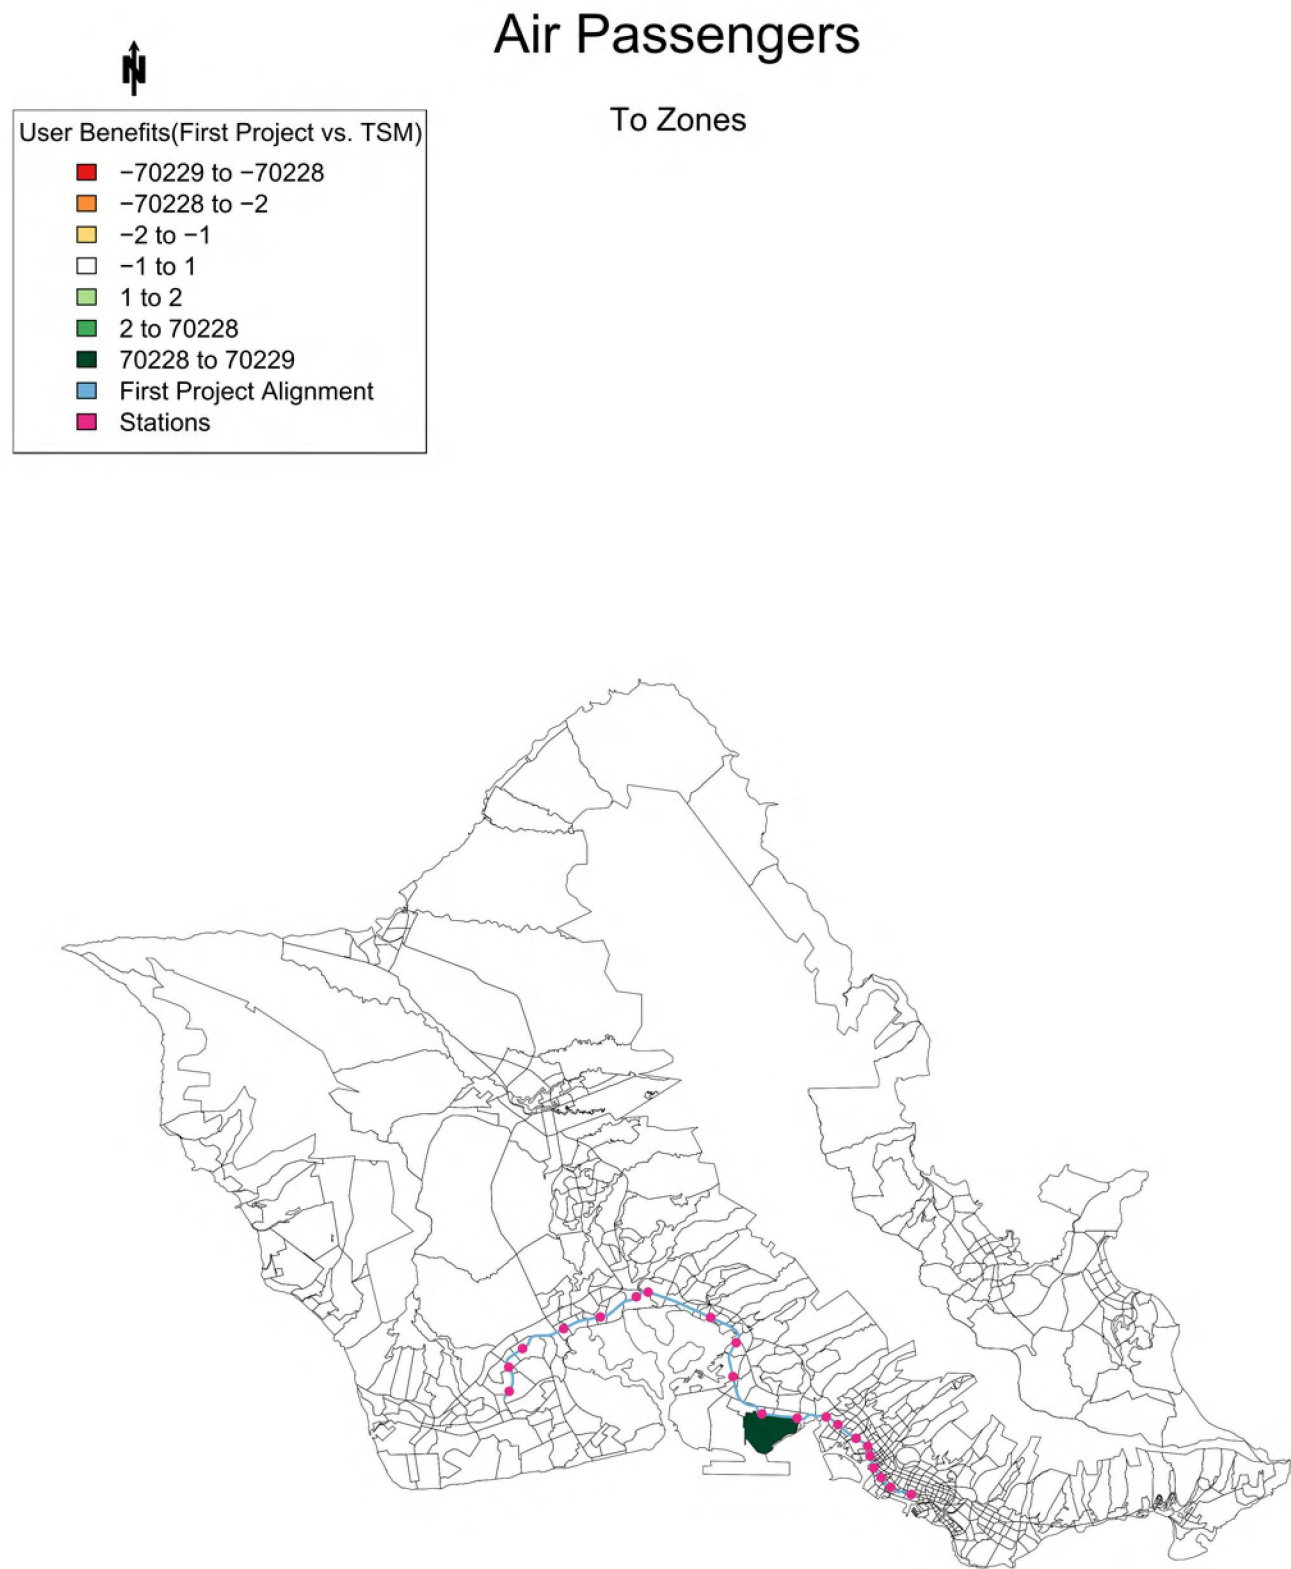 Air Passengers
N
To Zones
User Benefits(First Project vs. TSM)
−70229 to −70228
−70228 to −2
−2 to −1
−1 to 1
1 to 2
2 to 70228
70228 to 70229
First Project Alignment
Stations